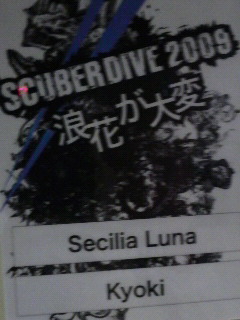 SCUBERDIVE 2009
浪花が大変
Secilia Luna
Kyoki